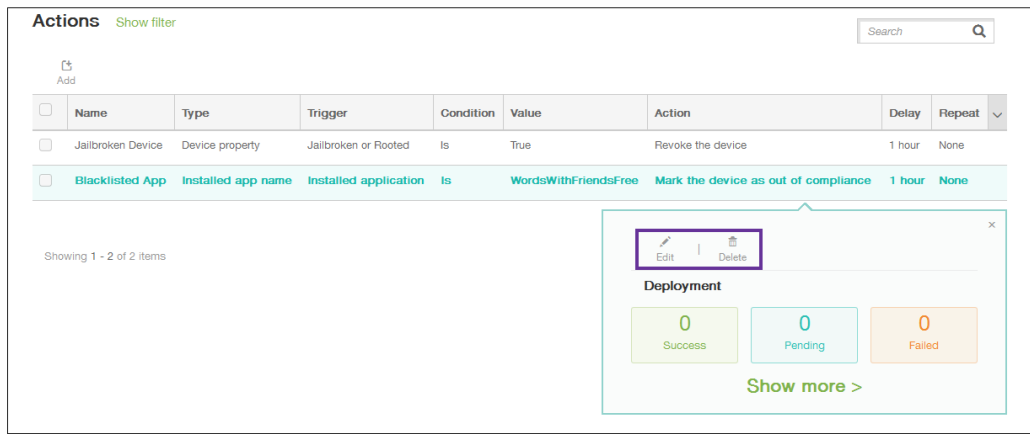 Actions Show filter
Search
Add
Name Type Trigger Condition Value Action Delay Repeat
Jailbroken Device Device property Jailbroken or Rooted Is True Revoke the device 1 hour None
Blacklisted App Installed app name Installed application Is WordsWithFriendsFree Mark the device as out of compliance 1 hour None
Showing 1 - 2 of 2 items
×
Edit | Delete
Deployment
0 0 0
Success Pending Failed
Show more >